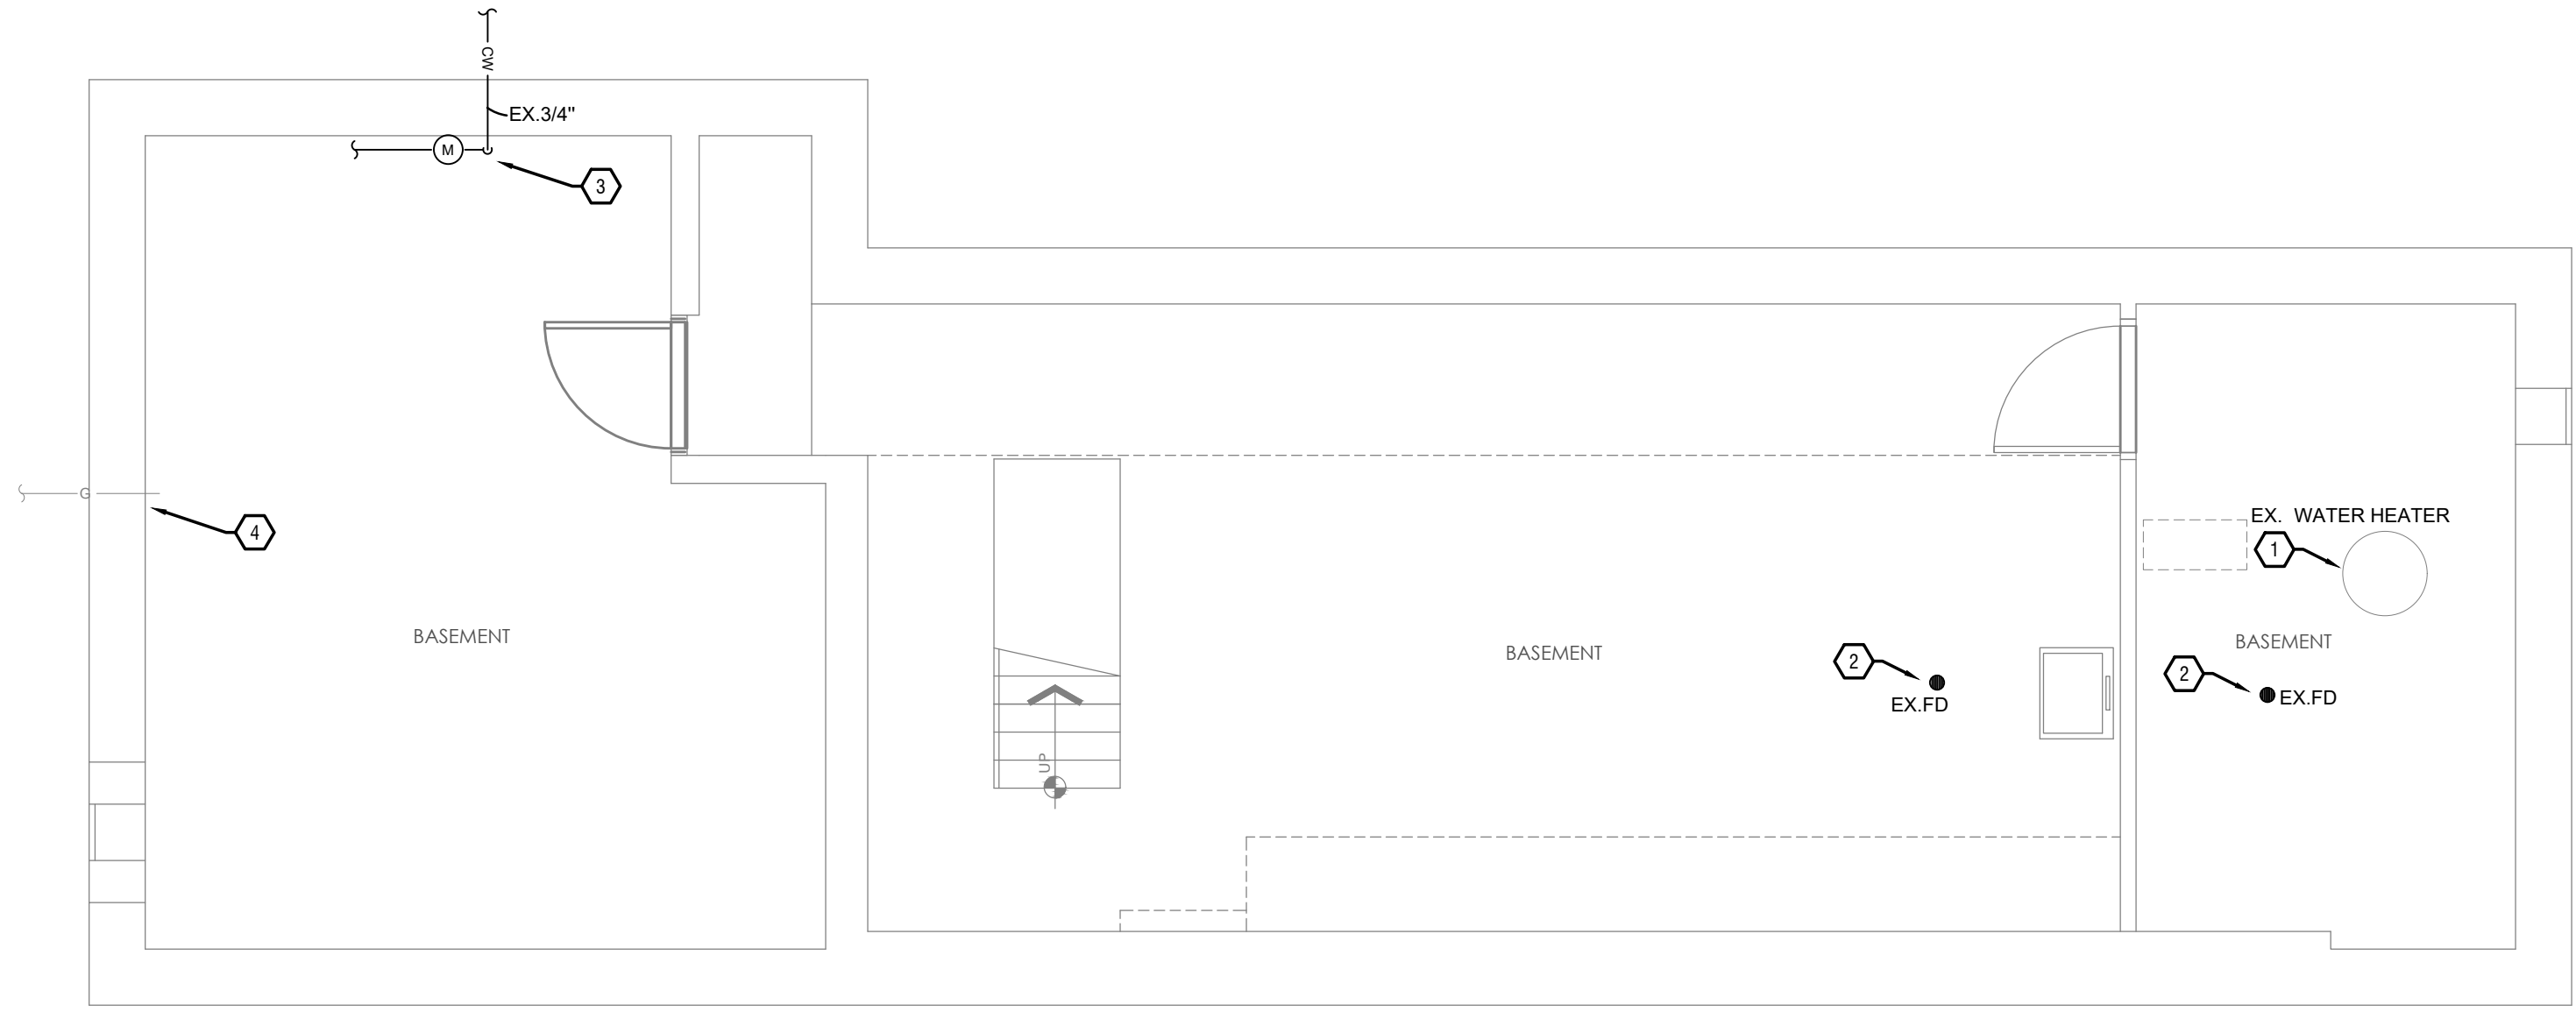 CW
EX.3/4"
M
3
G
4
EX. WATER HEATER
1
BASEMENT
BASEMENT
BASEMENT
2
EX.FD
2
EX.FD
UP